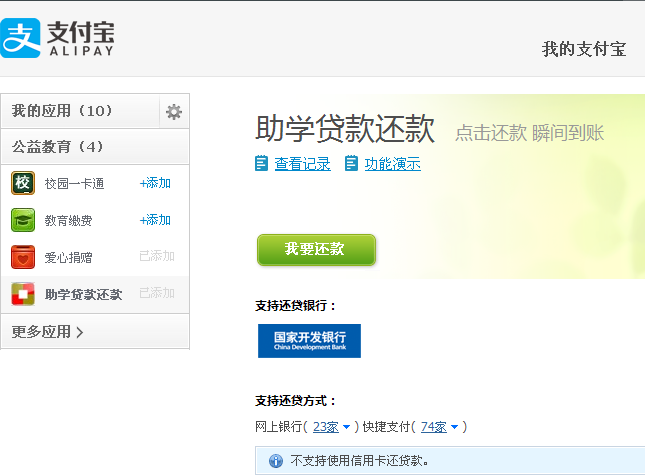 支 支付宝
ALIPAY
我的支付宝
我的应用（10）
公益教育（4）
校 校园一卡通 +添加
教育缴费 +添加
爱心捐赠 已添加
助学贷款还款 已添加
更多应用 >
助学贷款还款 点击还款 瞬间到账
查看记录 功能演示
我要还款
支持还贷银行：
国家开发银行
China Development Bank
支持还贷方式：
网上银行( 23家 ) 快捷支付( 74家 )
不支持使用信用卡还贷款。